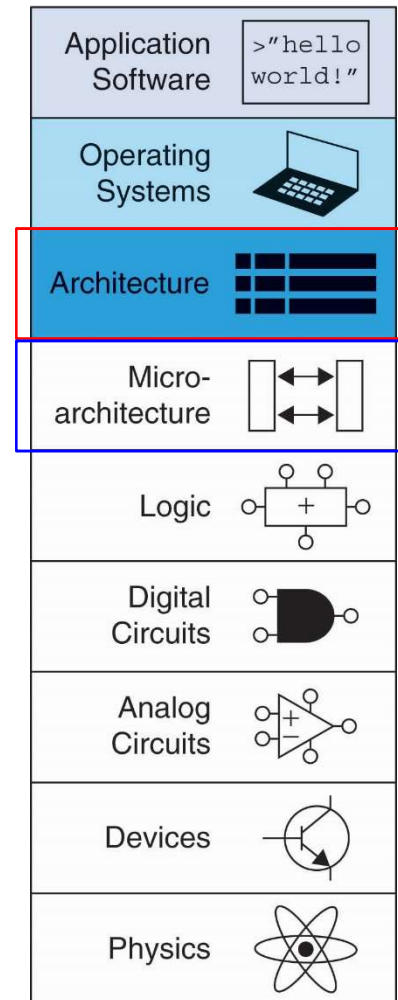 Application
Software
>"hello
world!"
Operating
Systems
Architecture
Micro-
architecture
Logic
+
Digital
Circuits
Analog
Circuits
+
−
Devices
Physics